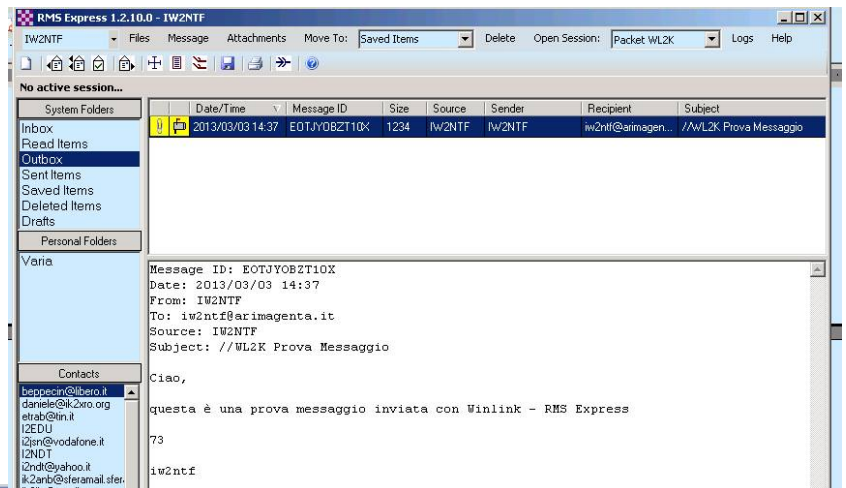 RMS Express 1.2.10.0 - IW2NTF
IW2NTF Files Message Attachments Move To: Saved Items Delete Open Session: Packet WL2K Logs Help
No active session...
System Folders
Inbox
Read Items
Outbox
Sent Items
Saved Items
Deleted Items
Drafts
Personal Folders
Varia
Contacts
beppecin@libero.it
daniele@ik2xro.org
etrab@tin.it
I2EDU
i2jsn@vodafone.it
I2NDT
i2ndt@yahoo.it
ik2anb@sferamail.sfer
Date/Time Message ID Size Source Sender Recipient Subject
2013/03/03 14:37 EOTJYOBZT10X 1234 IW2NTF IW2NTF iw2ntf@arimagen... //WL2K Prova Messaggio
Message ID: EOTJYOBZT10X
Date: 2013/03/03 14:37
From: IW2NTF
To: iw2ntf@arimagenta.it
Source: IW2NTF
Subject: //WL2K Prova Messaggio
Ciao,
questa è una prova messaggio inviata con Winlink - RMS Express
73
iw2ntf